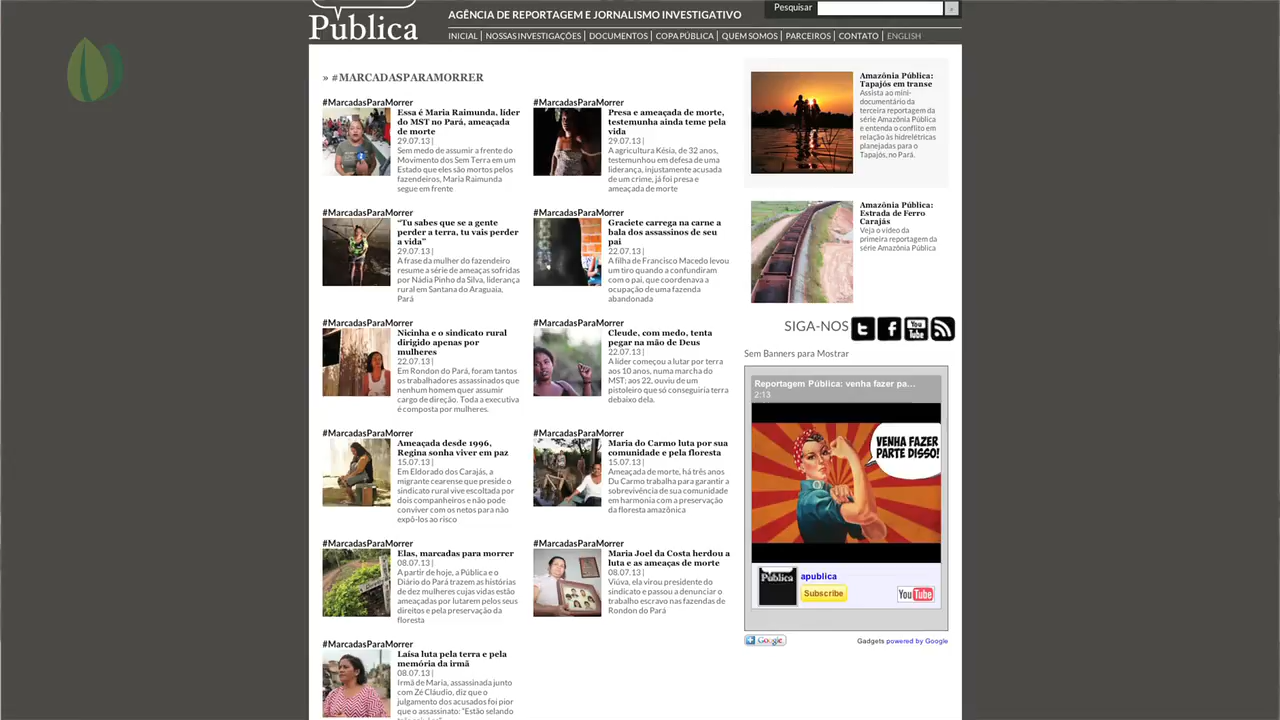 Pública
AGÊNCIA DE REPORTAGEM E JORNALISMO INVESTIGATIVO
Pesquisar
INICIAL | NOSSAS INVESTIGAÇÕES | DOCUMENTOS | COPA PÚBLICA | QUEM SOMOS | PARCEIROS | CONTATO | ENGLISH
» #MARCADASPARAMORRER
#MarcadasParaMorrer
Essa é Maria Raimunda, líder
do MST no Pará, ameaçada
de morte
29.07.13 |
Sem medo de assumir a frente do
Movimento dos Sem Terra em um
Estado que eles são mortos pelos
fazendeiros, Maria Raimunda
segue em frente
#MarcadasParaMorrer
Presa e ameaçada de morte,
testemunha ainda teme pela
vida
29.07.13 |
A agricultura Késia, de 32 anos,
testemunhou em defesa de uma
liderança, injustamente acusada
de um crime, já foi presa e
ameaçada de morte
#MarcadasParaMorrer
“Tu sabes que se a gente
perder a terra, tu vais perder
a vida”
29.07.13 |
A frase da mulher do fazendeiro
resume a série de ameaças sofridas
por Nádia Pinho da Silva, liderança
rural em Santana do Araguaia,
Pará
#MarcadasParaMorrer
Graciete carrega na carne a
bala dos assassinos de seu
pai
22.07.13 |
A filha de Francisco Macedo levou
um tiro quando a confundiram
com o pai, que coordenava a
ocupação de uma fazenda
abandonada
#MarcadasParaMorrer
Nicinha e o sindicato rural
dirigido apenas por
mulheres
22.07.13 |
Em Rondon do Pará, foram tantos
os trabalhadores assassinados que
nenhum homem quer assumir
cargo de direção. Toda a executiva
é composta por mulheres.
#MarcadasParaMorrer
Cleude, com medo, tenta
pegar na mão de Deus
22.07.13 |
A líder começou a lutar por terra
aos 10 anos, numa marcha do
MST; aos 22, ouviu de um
pistoleiro que só conseguiria terra
debaixo dela.
#MarcadasParaMorrer
Ameaçada desde 1996,
Regina sonha viver em paz
15.07.13 |
Em Eldorado dos Carajás, a
migrante cearense que preside o
sindicato rural vive escoltada por
dois companheiros e não pode
conviver com os netos para não
expô-los ao risco
#MarcadasParaMorrer
Maria do Carmo luta por sua
comunidade e pela floresta
15.07.13 |
Ameaçada de morte, há três anos
Du Carmo trabalha para garantir a
sobrevivência de sua comunidade
em harmonia com a preservação
da floresta amazônica
#MarcadasParaMorrer
Elas, marcadas para morrer
08.07.13 |
A partir de hoje, a Pública e o
Diário do Pará trazem as histórias
de dez mulheres cujas vidas estão
ameaçadas por lutarem pelos seus
direitos e pela preservação da
floresta
#MarcadasParaMorrer
Maria Joel da Costa herdou a
luta e as ameaças de morte
08.07.13 |
Viúva, ela virou presidente do
sindicato e passou a denunciar o
trabalho escravo nas fazendas de
Rondon do Pará
#MarcadasParaMorrer
Laísa luta pela terra e pela
memória da irmã
08.07.13 |
Irmã de Maria, assassinada junto
com Zé Cláudio, diz que o
julgamento dos acusados foi pior
que o assassinato: “Estão selando
Amazônia Pública:
Tapajós em transe
Assista ao mini-
documentário da
terceira reportagem da
série Amazônia Pública
e entenda o conflito em
relação às hidrelétricas
planejadas para o
Tapajós, no Pará.
Amazônia Pública:
Estrada de Ferro
Carajás
Veja o vídeo da
primeira reportagem da
série Amazônia Pública
SIGA-NOS
You
Tube
Sem Banners para Mostrar
Reportagem Pública: venha fazer pa...
2:13
VENHA FAZER
PARTE DISSO!
Pública
apublica
Subscribe
YouTube
Google
Gadgets powered by Google